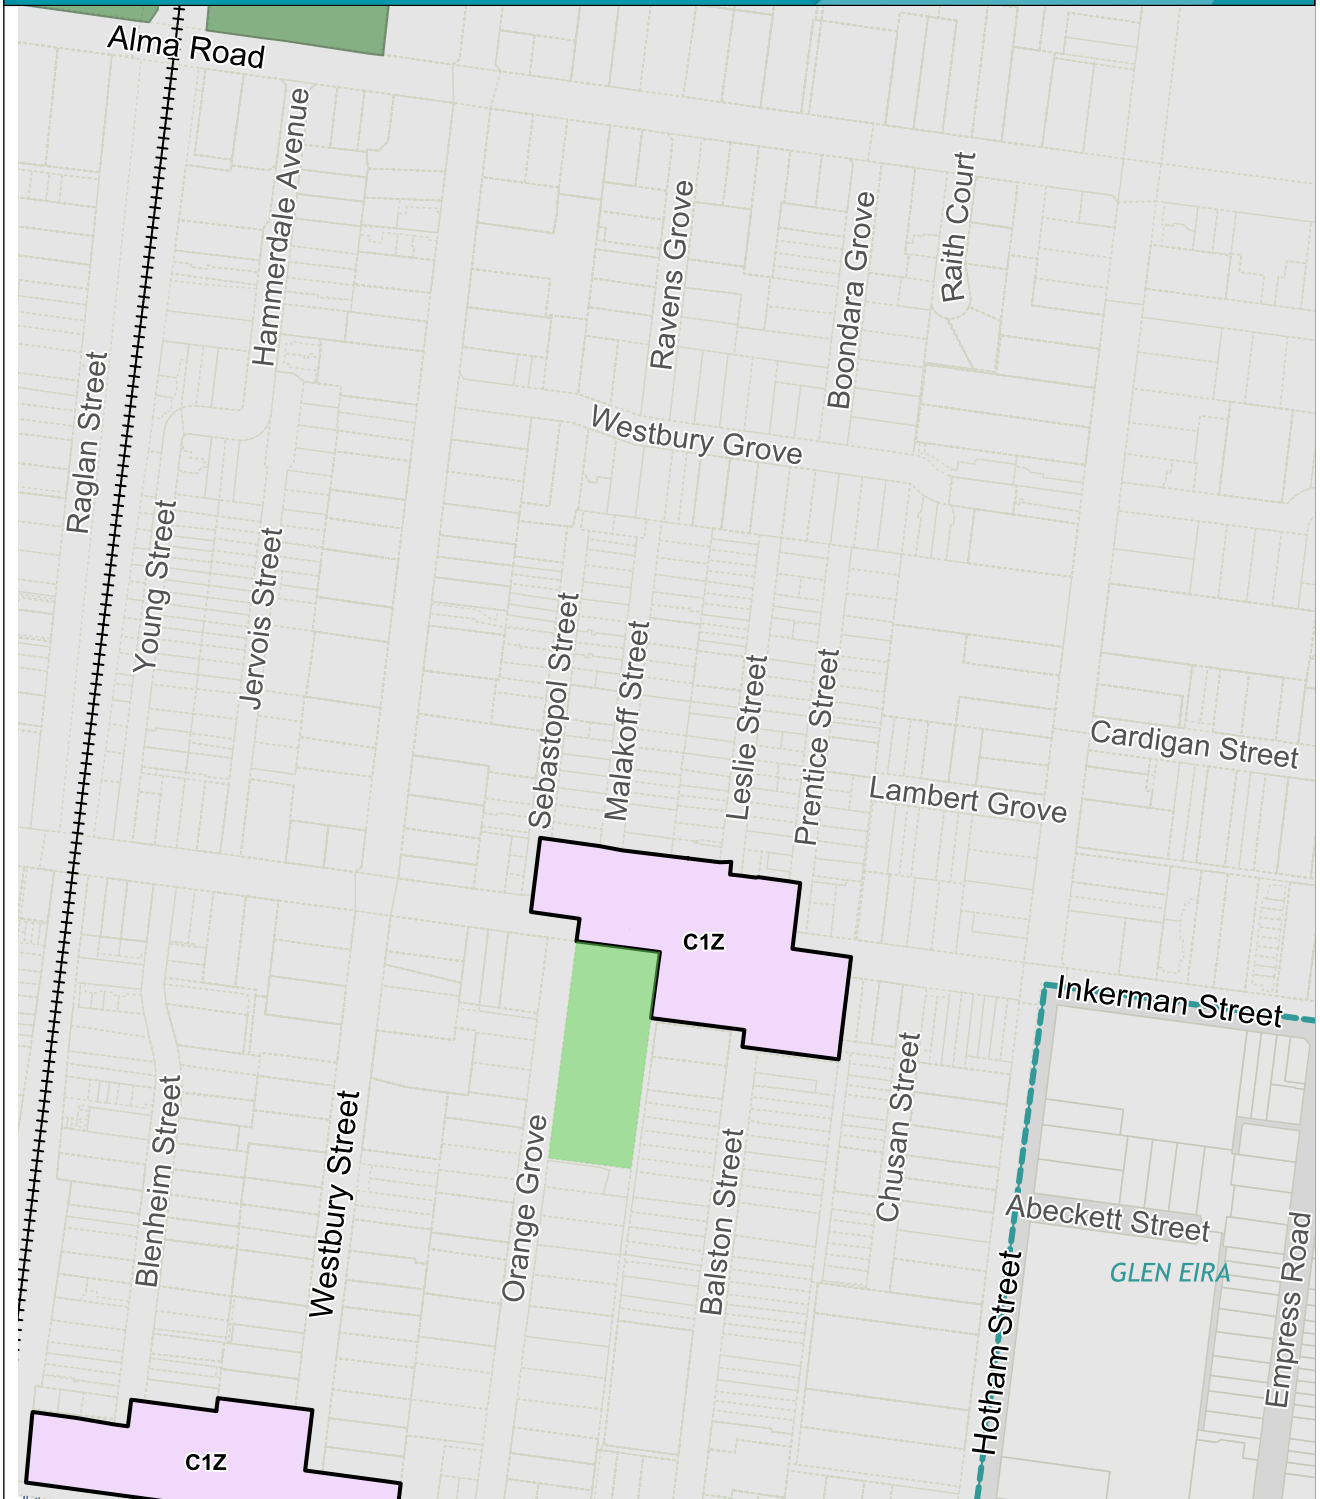 Alma Road
Hammerdale Avenue
Ravens Grove
Boondara Grove
Raith Court
Raglan Street
Westbury Grove
Young Street
Jervois Street
Sebastopol Street
Malakoff Street
Leslie Street
Prentice Street
Cardigan Street
Lambert Grove
C1Z
Inkerman Street
Blenheim Street
Westbury Street
Orange Grove
Balston Street
Chusan Street
Abeckett Street
GLEN EIRA
Hotham Street
Empress Road
C1Z